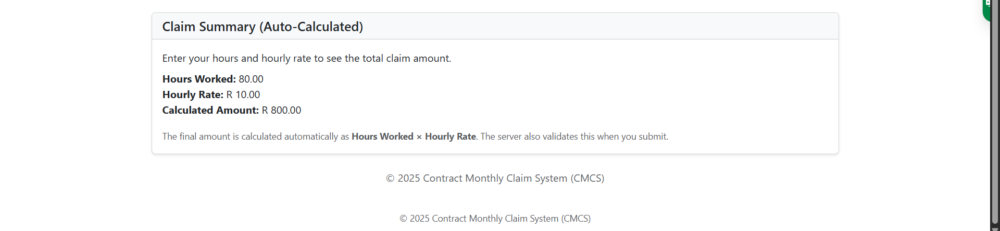 Claim Summary (Auto-Calculated)
Enter your hours and hourly rate to see the total claim amount.
Hours Worked: 80.00
Hourly Rate: R 10.00
Calculated Amount: R 800.00
The final amount is calculated automatically as Hours Worked × Hourly Rate. The server also validates this when you submit.
© 2025 Contract Monthly Claim System (CMCS)
© 2025 Contract Monthly Claim System (CMCS)